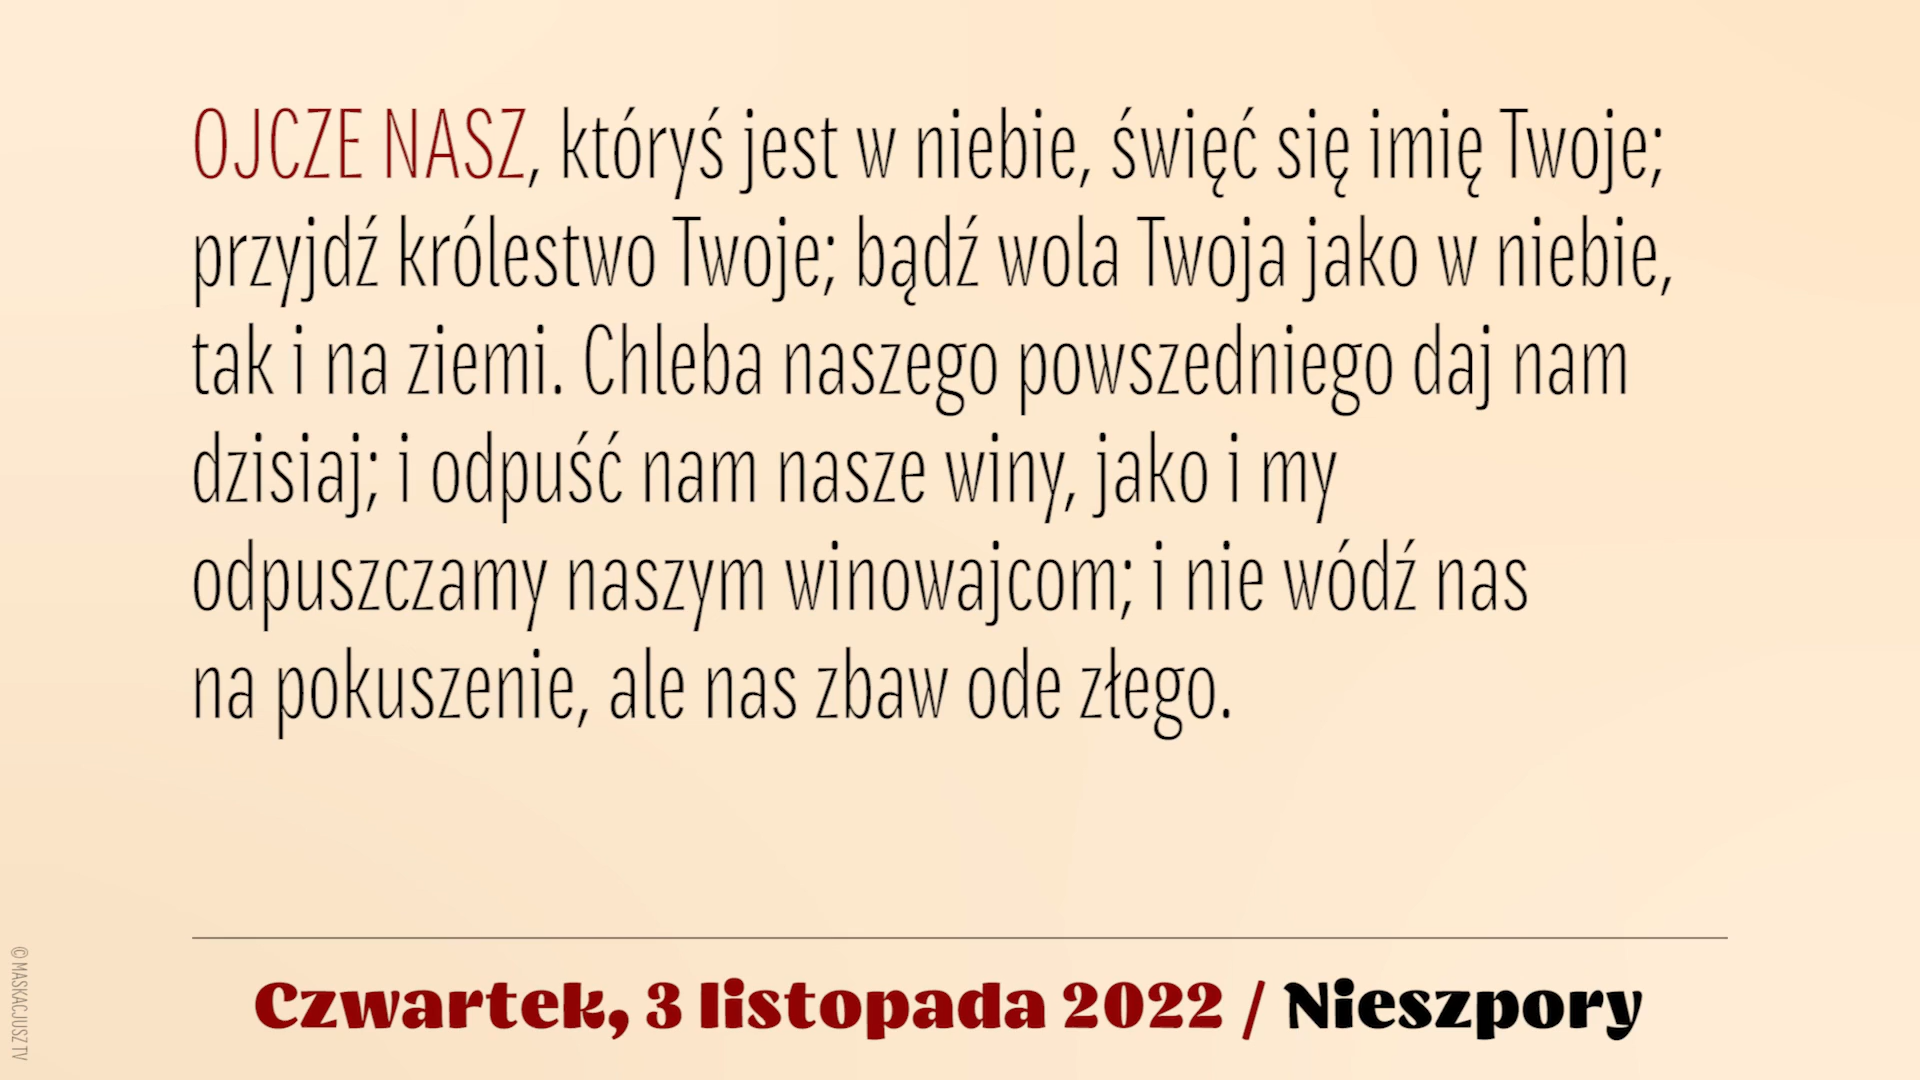 OJCZE NASZ, któryś jest w niebie, święć się imię Twoje;
przyjdź królestwo Twoje; bądź wola Twoja jako w niebie,
tak i na ziemi. Chleba naszego powszedniego daj nam
dzisiaj; i odpuść nam nasze winy, jako i my
odpuszczamy naszym winowajcom; i nie wódź nas
na pokuszenie, ale nas zbaw ode złego.
Czwartek, 3 listopada 2022 / Nieszpory
© MASKACJUSZ TV